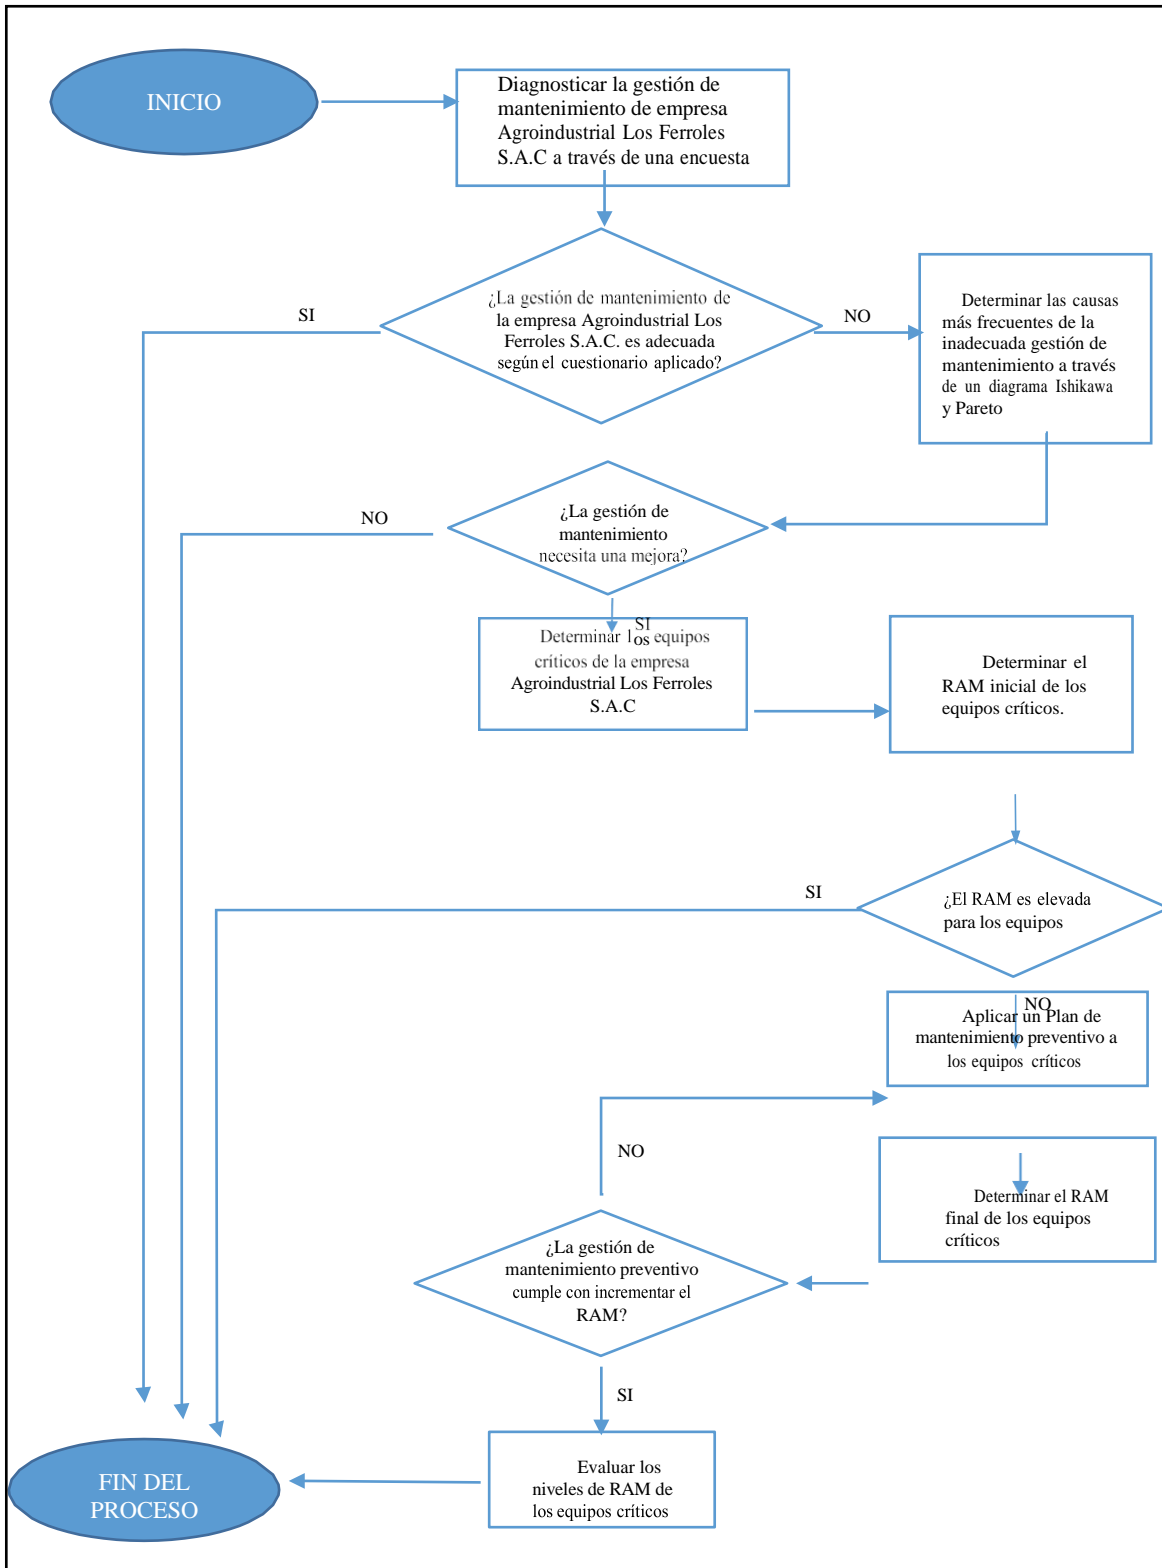 INICIO
Diagnosticar la gestión de
mantenimiento de empresa
Agroindustrial Los Ferroles
S.A.C a través de una encuesta
¿La gestión de mantenimiento de
la empresa Agroindustrial Los
Ferroles S.A.C. es adecuada
según el cuestionario aplicado?
SI
NO
Determinar las causas
más frecuentes de la
inadecuada gestión de
mantenimiento a través
de un diagrama Ishikawa
y Pareto
NO
¿La gestión de
mantenimiento
necesita una mejora?
SI
Determinar los equipos
críticos de la empresa
Agroindustrial Los Ferroles
S.A.C
Determinar el
RAM inicial de los
equipos críticos.
SI
¿El RAM es elevada
para los equipos
NO
Aplicar un Plan de
mantenimiento preventivo a
los equipos críticos
NO
Determinar el RAM
final de los equipos
críticos
¿La gestión de
mantenimiento preventivo
cumple con incrementar el
RAM?
SI
Evaluar los
niveles de RAM de
los equipos críticos
FIN DEL
PROCESO